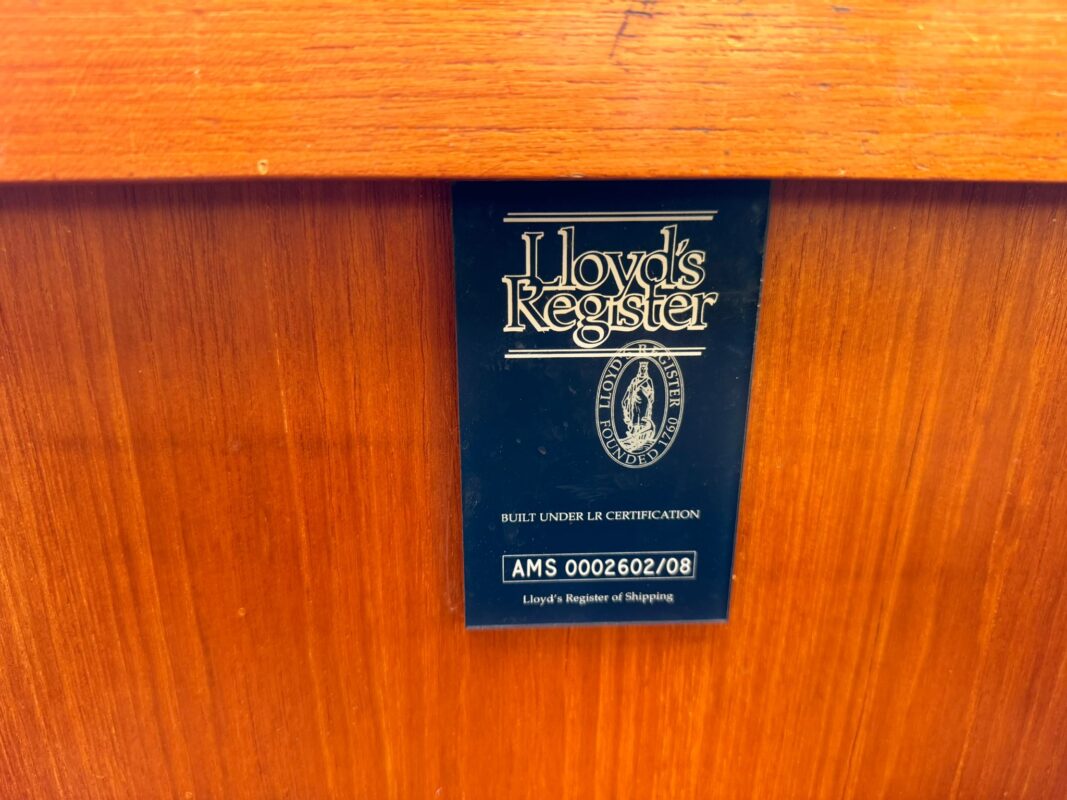 Lloyd's
Register
LLOYD'S REGISTER
FOUNDED 1760
BUILT UNDER LR CERTIFICATION
AMS 0002602/08
Lloyd's Register of Shipping